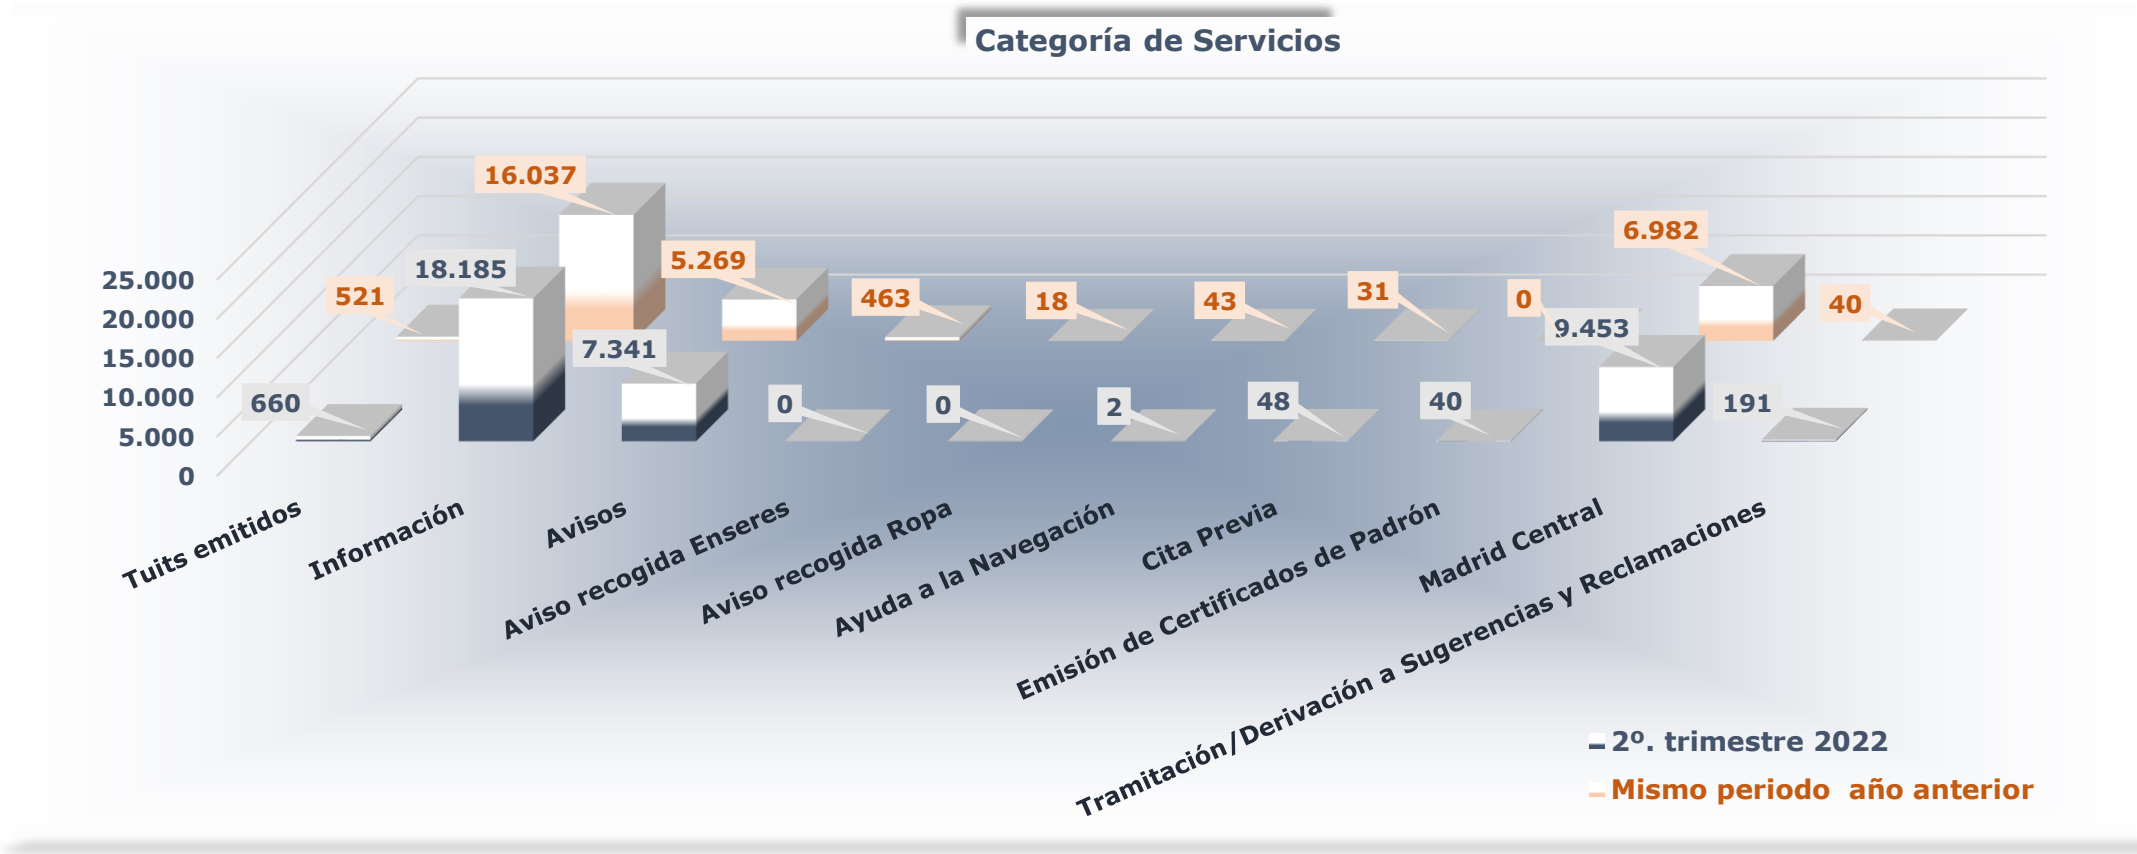 Categoría de Servicios
25.000
20.000
15.000
10.000
5.000
0
521
16.037
5.269
463
18
43
31
0
6.982
40
660
18.185
7.341
0
0
2
48
40
9.453
191
Tuits emitidos
Información
Avisos
Aviso recogida Enseres
Aviso recogida Ropa
Ayuda a la Navegación
Cita Previa
Emisión de Certificados de Padrón
Madrid Central
Tramitación/Derivación a Sugerencias y Reclamaciones
2º. trimestre 2022
Mismo periodo  año anterior